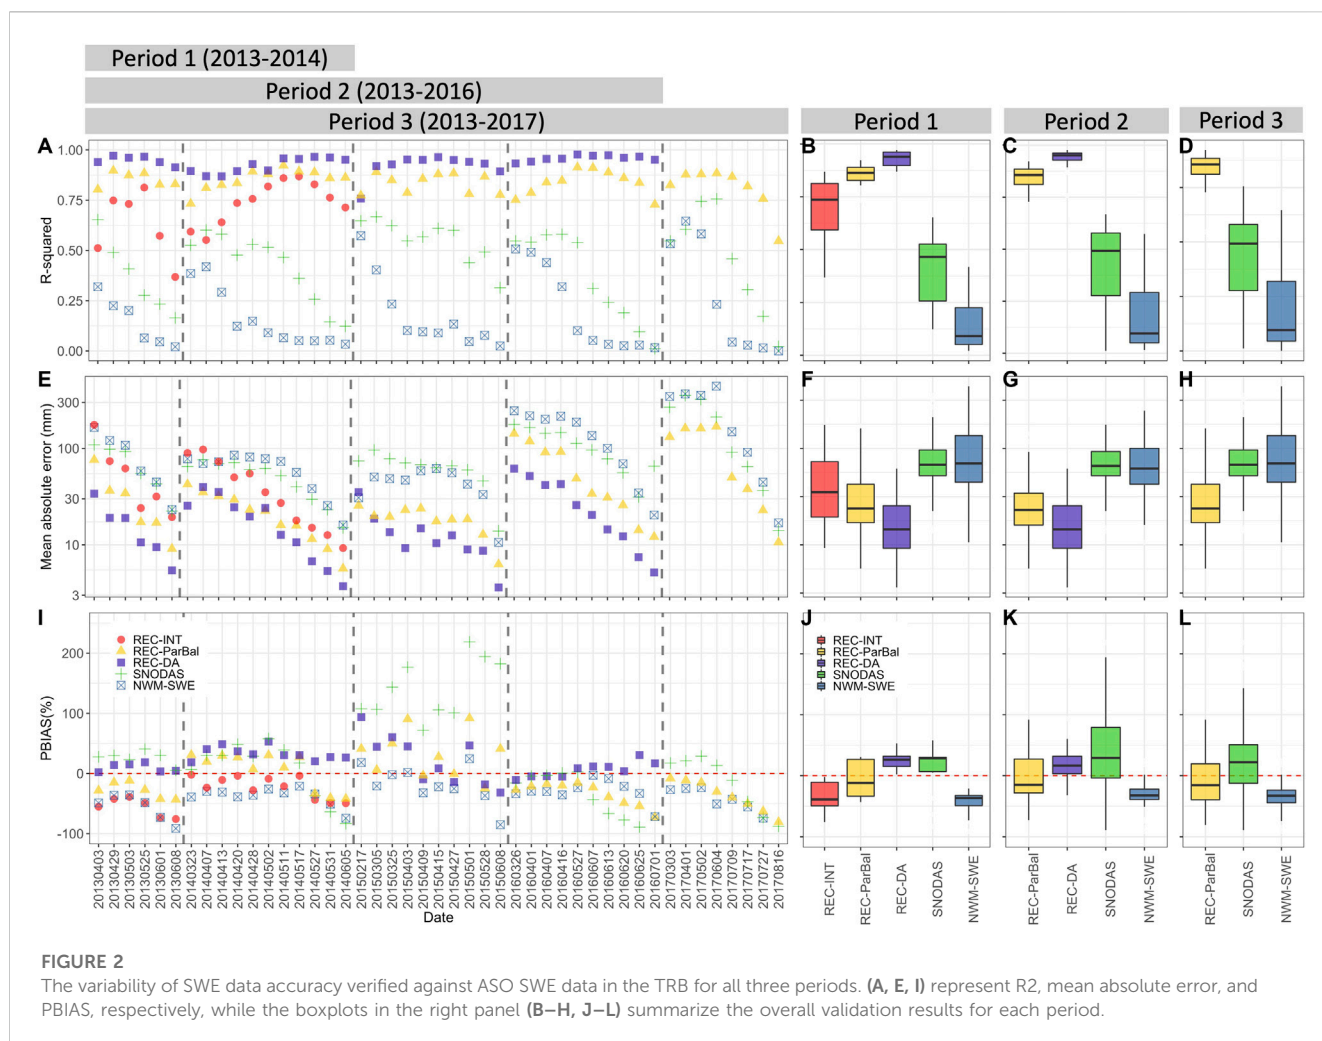 Period 1 (2013-2014)
Period 2 (2013-2016)
Period 3 (2013-2017)
Period 1
Period 2
Period 3
A
B
C
D
R-squared
1.00
0.75
0.50
0.25
0.00
E
F
G
H
Mean absolute error (mm)
300
100
30
10
3
I
J
K
L
PBIAS(%)
200
100
0
-100
REC-INT
REC-ParBal
REC-DA
SNODAS
NWM-SWE
REC-INT
REC-ParBal
REC-DA
SNODAS
NWM-SWE
20130403
20130429
20130503
20130525
20130601
20130608
20140323
20140407
20140413
20140420
20140428
20140502
20140511
20140517
20140527
20140531
20140605
20150217
20150305
20150325
20150403
20150409
20150415
20150427
20150501
20150528
20150608
20160326
20160401
20160407
20160416
20160527
20160607
20160613
20160620
20160625
20160701
20170303
20170401
20170502
20170604
20170709
20170717
20170727
20170816
Date
REC-INT
REC-ParBal
REC-DA
SNODAS
NWM-SWE
REC-ParBal
REC-DA
SNODAS
NWM-SWE
REC-ParBal
SNODAS
NWM-SWE
FIGURE 2
The variability of SWE data accuracy verified against ASO SWE data in the TRB for all three periods. (A, E, I) represent R2, mean absolute error, and
PBIAS, respectively, while the boxplots in the right panel (B–H, J–L) summarize the overall validation results for each period.